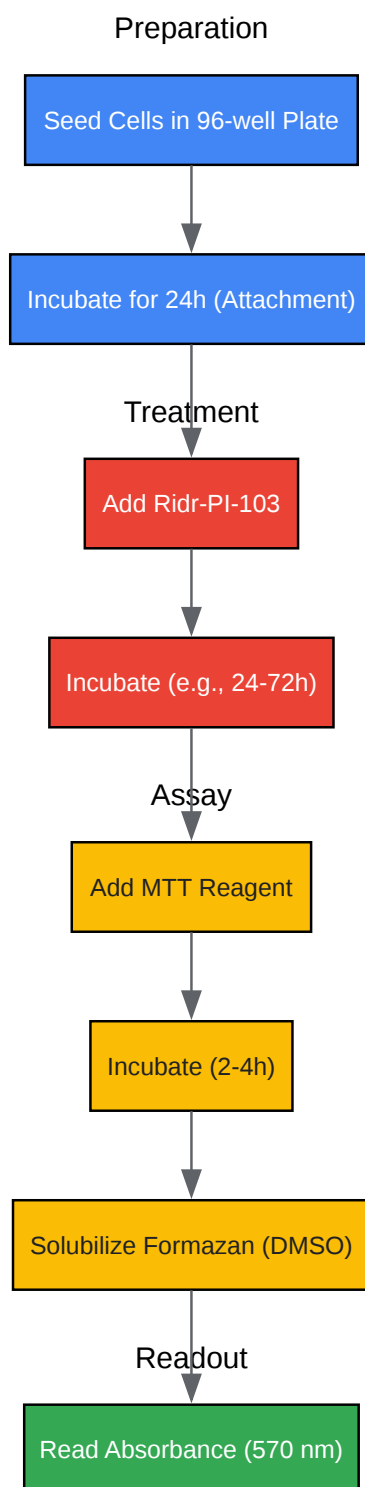 Preparation
Seed Cells in 96-well Plate
Incubate for 24h (Attachment)
Treatment
Add Ridr-PI-103
Incubate (e.g., 24-72h)
Assay
Add MTT Reagent
Incubate (2-4h)
Solubilize Formazan (DMSO)
Readout
Read Absorbance (570 nm)